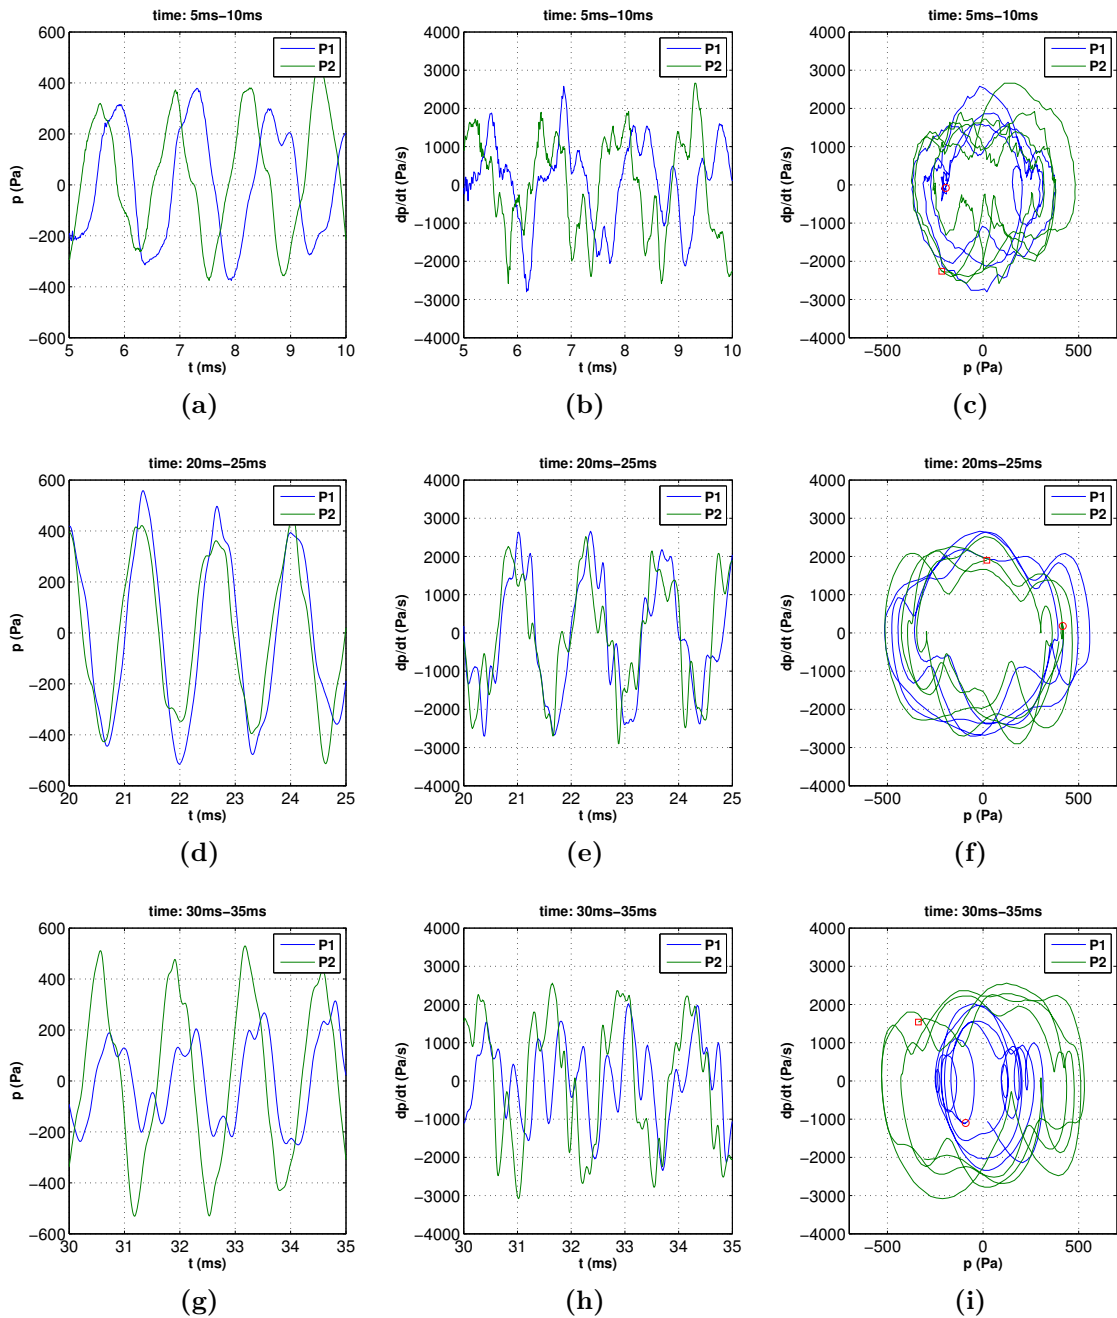 time: 5ms−10ms
p (Pa)
600
400
200
0
−200
−400
−600
5 6 7 8 9 10
t (ms)
P1
P2
(a)
time: 5ms−10ms
dp/dt (Pa/s)
4000
3000
2000
1000
0
−1000
−2000
−3000
−4000
5 6 7 8 9 10
t (ms)
P1
P2
(b)
time: 5ms−10ms
dp/dt (Pa/s)
4000
3000
2000
1000
0
−1000
−2000
−3000
−4000
−500 0 500
p (Pa)
P1
P2
(c)
time: 20ms−25ms
p (Pa)
600
400
200
0
−200
−400
−600
20 21 22 23 24 25
t (ms)
P1
P2
(d)
time: 20ms−25ms
dp/dt (Pa/s)
4000
3000
2000
1000
0
−1000
−2000
−3000
−4000
20 21 22 23 24 25
t (ms)
P1
P2
(e)
time: 20ms−25ms
dp/dt (Pa/s)
4000
3000
2000
1000
0
−1000
−2000
−3000
−4000
−500 0 500
p (Pa)
P1
P2
(f)
time: 30ms−35ms
p (Pa)
600
400
200
0
−200
−400
−600
30 31 32 33 34 35
t (ms)
P1
P2
(g)
time: 30ms−35ms
dp/dt (Pa/s)
4000
3000
2000
1000
0
−1000
−2000
−3000
−4000
30 31 32 33 34 35
t (ms)
P1
P2
(h)
time: 30ms−35ms
dp/dt (Pa/s)
4000
3000
2000
1000
0
−1000
−2000
−3000
−4000
−500 0 500
p (Pa)
P1
P2
(i)